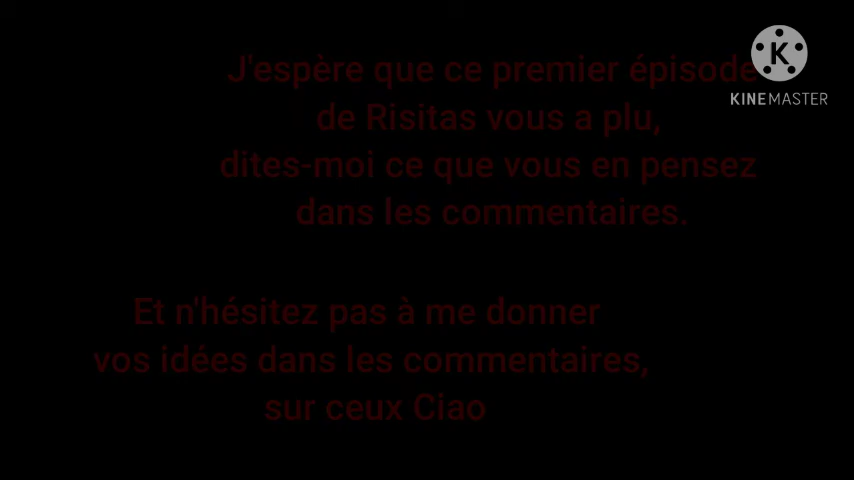 J'espère que ce premier épisode
de Risitas vous a plu,
dites-moi ce que vous en pensez
dans les commentaires.
Et n'hésitez pas à me donner
vos idées dans les commentaires,
sur ceux Ciao
K
KINEMASTER